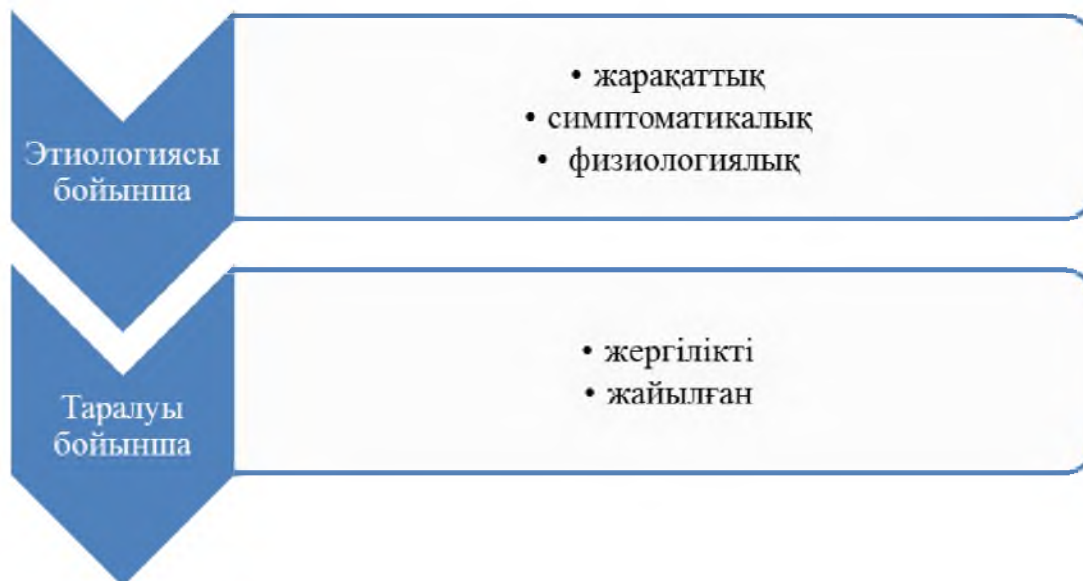 Этиологиясы
бойынша
• жарақаттық
• симптоматикалық
• физиологиялық
Таралуы
бойынша
• жергілікті
• жайылған